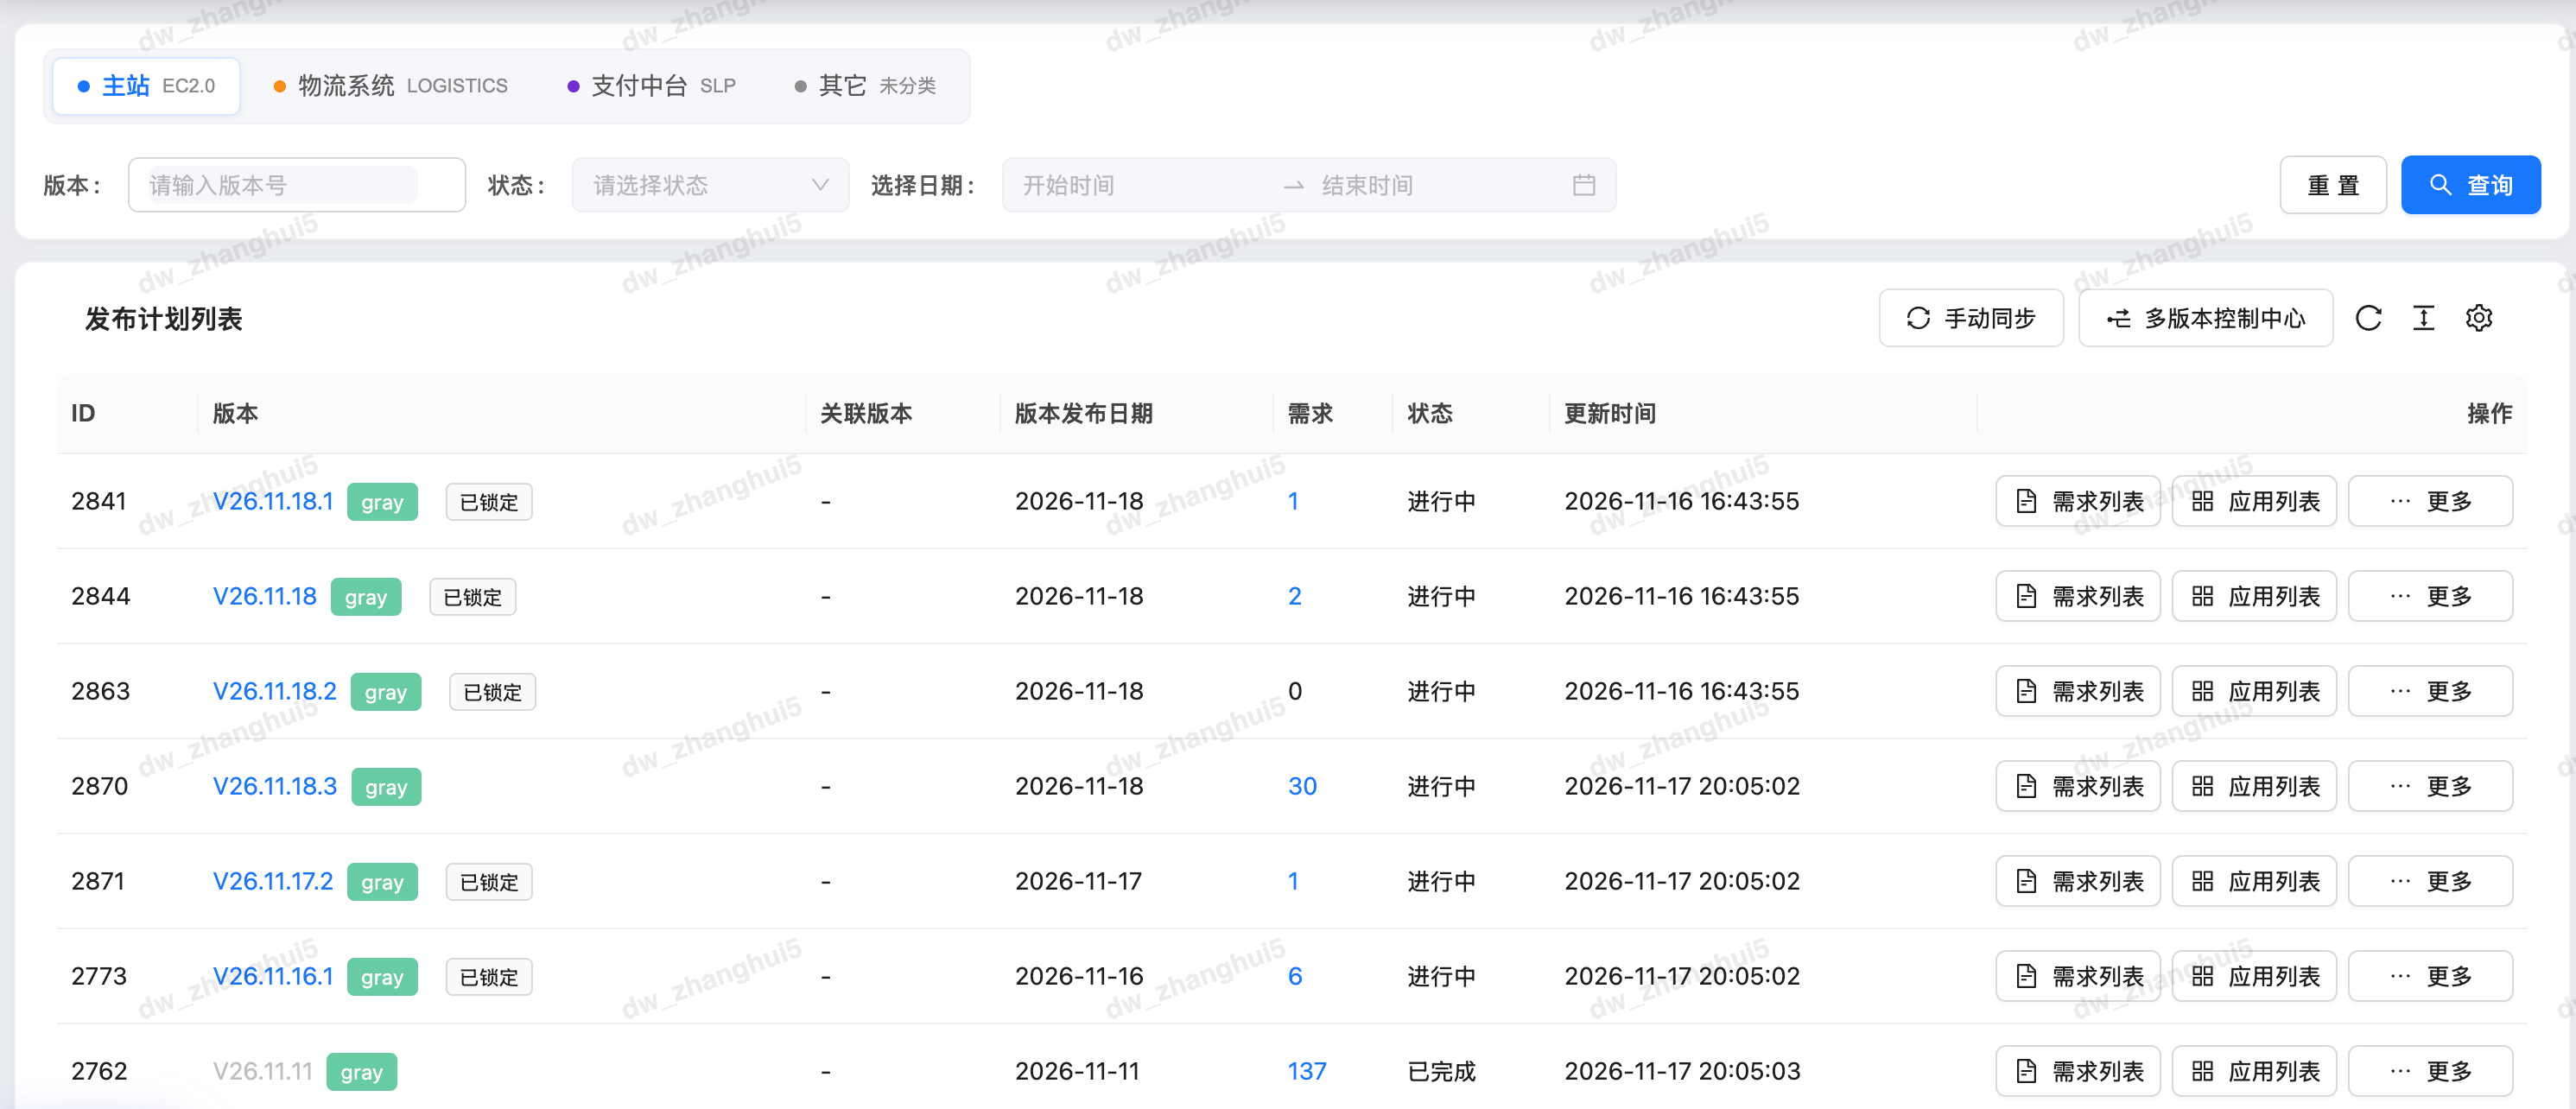 主站 EC2.0 物流系统 LOGISTICS 支付中台 SLP 其它 未分类
版本： 请输入版本号 状态： 请选择状态 选择日期： 开始时间 结束时间 重 置 查询
发布计划列表 手动同步 多版本控制中心
ID 版本 关联版本 版本发布日期 需求 状态 更新时间 操作
2841 V26.11.18.1 gray 已锁定 - 2026-11-18 1 进行中 2026-11-16 16:43:55 需求列表 应用列表 ··· 更多
2844 V26.11.18 gray 已锁定 - 2026-11-18 2 进行中 2026-11-16 16:43:55 需求列表 应用列表 ··· 更多
2863 V26.11.18.2 gray 已锁定 - 2026-11-18 0 进行中 2026-11-16 16:43:55 需求列表 应用列表 ··· 更多
2870 V26.11.18.3 gray - 2026-11-18 30 进行中 2026-11-17 20:05:02 需求列表 应用列表 ··· 更多
2871 V26.11.17.2 gray 已锁定 - 2026-11-17 1 进行中 2026-11-17 20:05:02 需求列表 应用列表 ··· 更多
2773 V26.11.16.1 gray 已锁定 - 2026-11-16 6 进行中 2026-11-17 20:05:02 需求列表 应用列表 ··· 更多
2762 V26.11.11 gray - 2026-11-11 137 已完成 2026-11-17 20:05:03 需求列表 应用列表 ··· 更多
dw_zhanghui5